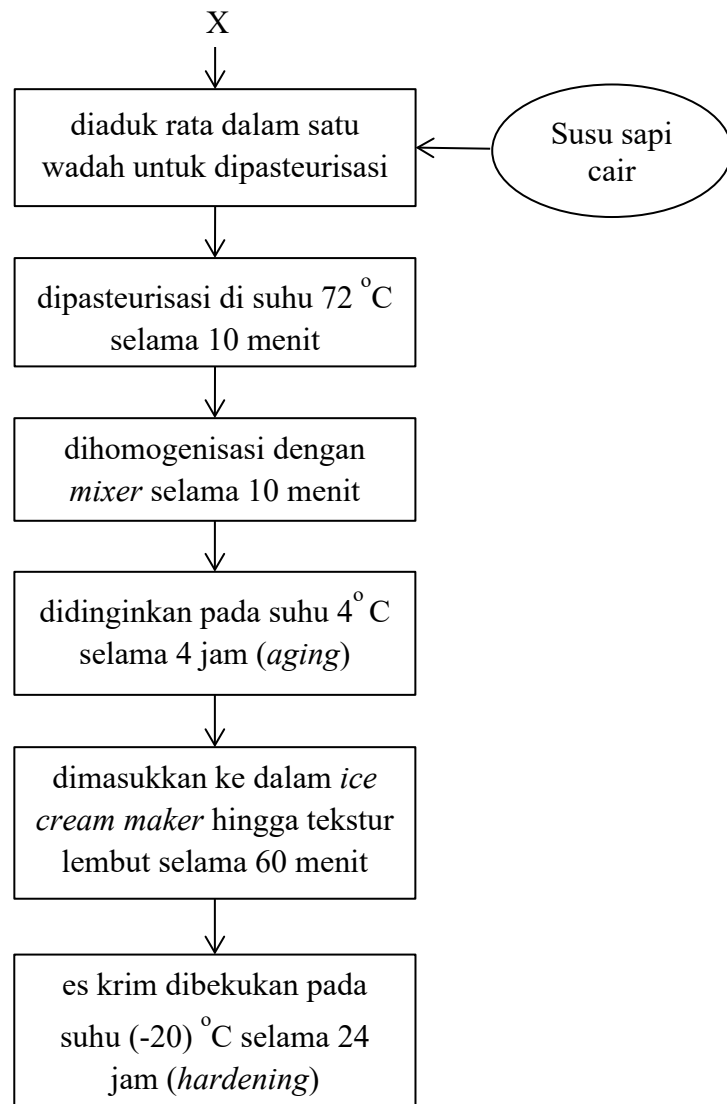 X
diaduk rata dalam satu
wadah untuk dipasteurisasi
Susu sapi
cair
dipasteurisasi di suhu 72 °C
selama 10 menit
dihomogenisasi dengan
mixer selama 10 menit
didinginkan pada suhu 4° C
selama 4 jam (aging)
dimasukkan ke dalam ice
cream maker hingga tekstur
lembut selama 60 menit
es krim dibekukan pada
suhu (-20) °C selama 24
jam (hardening)